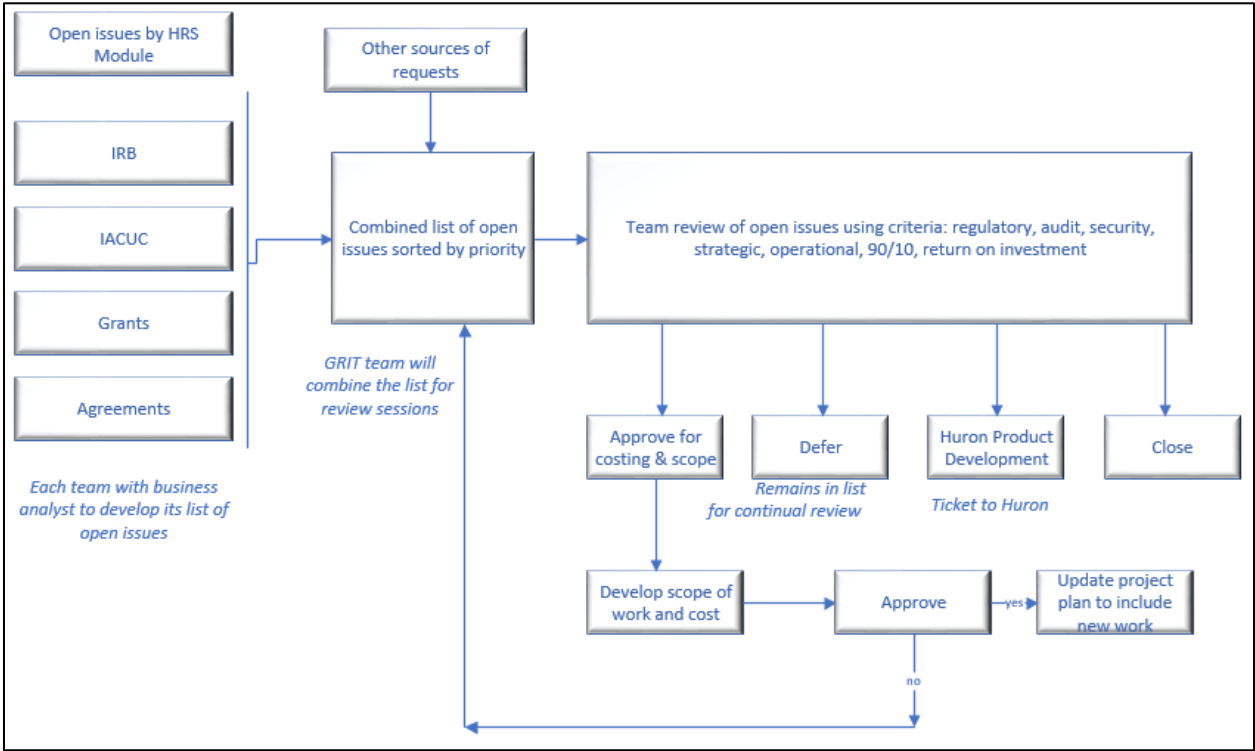 Open issues by HRS
Module
Other sources of
requests
IRB
IACUC
Grants
Agreements
Each team with business
analyst to develop its list of
open issues
Combined list of open
issues sorted by priority
GRIT team will
combine the list for
review sessions
Team review of open issues using criteria: regulatory, audit, security,
strategic, operational, 90/10, return on investment
Approve for
costing & scope
Defer
Remains in list
for continual review
Huron Product
Development
Ticket to Huron
Close
Develop scope of
work and cost
Approve
yes
Update project
plan to include
new work
no